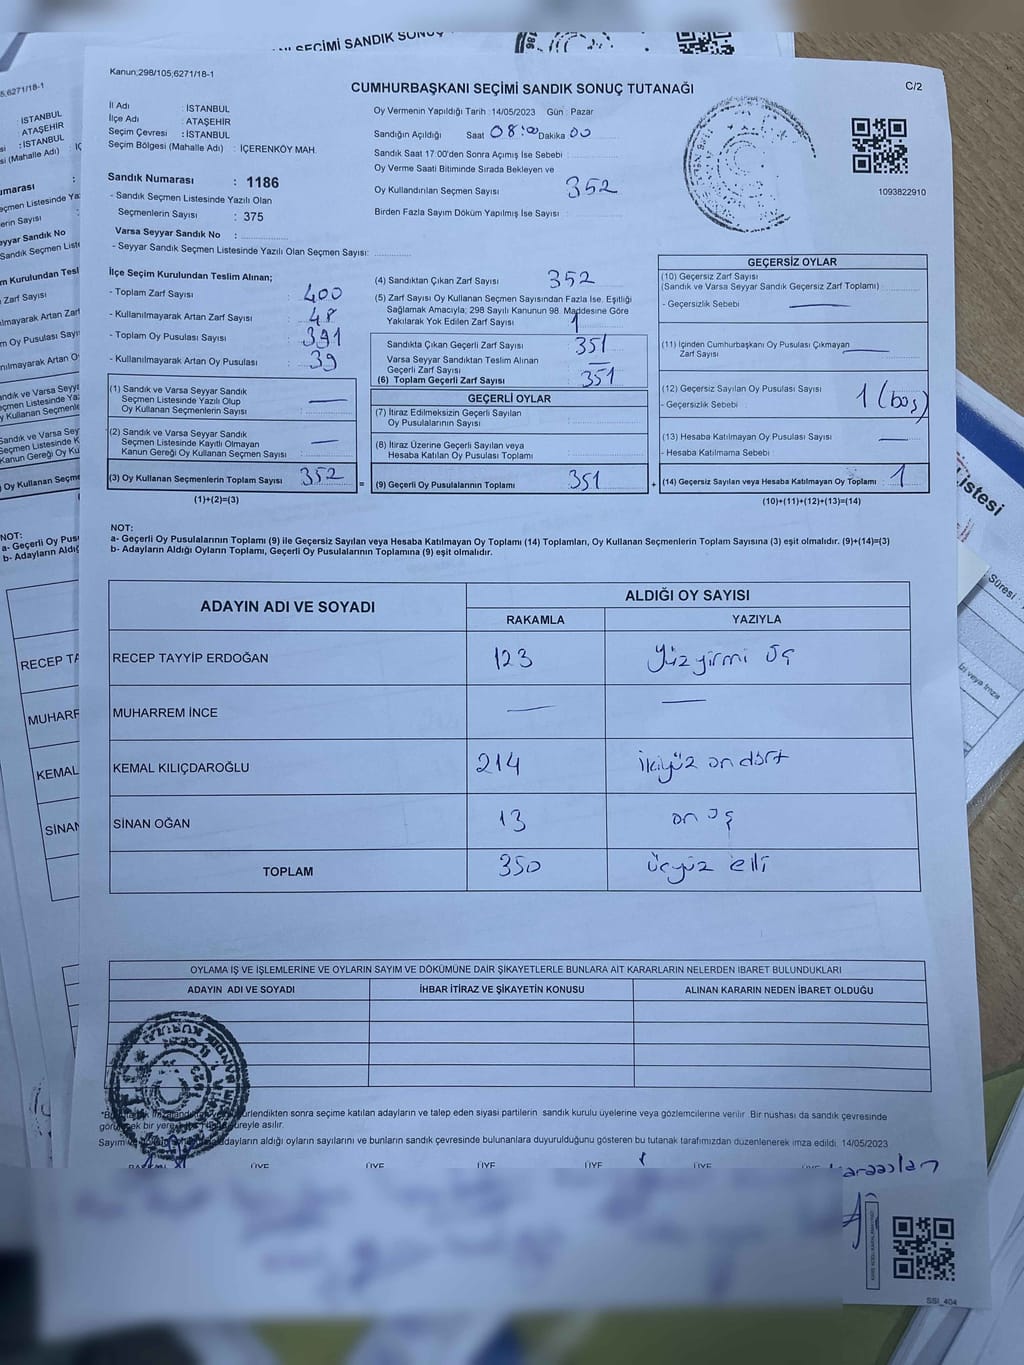 Kanun;298/105;6271/18-1
CUMHURBAŞKANI SEÇİMİ SANDIK SONUÇ TUTANAĞI
C/2
İl Adı : İSTANBUL
İlçe Adı : ATAŞEHİR
Seçim Çevresi : İSTANBUL
Seçim Bölgesi (Mahalle Adı) : İÇERENKÖY MAH.
Sandık Numarası : 1186
- Sandık Seçmen Listesinde Yazılı Olan
Seçmenlerin Sayısı : 375
Varsa Seyyar Sandık No :
- Seyyar Sandık Seçmen Listesinde Yazılı Olan Seçmen Sayısı:
Oy Vermenin Yapıldığı Tarih : 14/05/2023 Gün : Pazar
Sandığın Açıldığı Saat 08:00 Dakika 00
Sandık Saat 17:00'den Sonra Açımış İse Sebebi :
Oy Verme Saati Bitiminde Sırada Bekleyen ve
Oy Kullandırılan Seçmen Sayısı 352
Birden Fazla Sayım Döküm Yapılmış İse Sayısı :
1093822910
İlçe Seçim Kurulundan Teslim Alınan;
- Toplam Zarf Sayısı : 400
- Kullanılmayarak Artan Zarf Sayısı : 48
- Toplam Oy Pusulası Sayısı : 391
- Kullanılmayarak Artan Oy Pusulası : 39
(1) Sandık ve Varsa Seyyar Sandık
Seçmen Listesinde Yazılı Olup
Oy Kullanan Seçmenlerin Sayısı : —
(2) Sandık ve Varsa Seyyar Sandık
Seçmen Listesinde Kayıtlı Olmayan
Kanun Gereği Oy Kullanan Seçmen Sayısı : —
(3) Oy Kullanan Seçmenlerin Toplam Sayısı : 352
(1)+(2)=(3)
(4) Sandıktan Çıkan Zarf Sayısı 352
(5) Zarf Sayısı Oy Kullanan Seçmen Sayısından Fazla İse, Eşitliği
Sağlamak Amacıyla; 298 Sayılı Kanunun 98. Maddesine Göre
Yakılarak Yok Edilen Zarf Sayısı 1
Sandıkta Çıkan Geçerli Zarf Sayısı 351
Varsa Seyyar Sandıktan Teslim Alınan
Geçerli Zarf Sayısı : —
(6) Toplam Geçerli Zarf Sayısı : 351
GEÇERLİ OYLAR
(7) İtiraz Edilmeksizin Geçerli Sayılan
Oy Pusulalarının Sayısı :
(8) İtiraz Üzerine Geçerli Sayılan veya
Hesaba Katılan Oy Pusulası Toplamı :
= (9) Geçerli Oy Pusulalarının Toplamı : 351
GEÇERSİZ OYLAR
(10) Geçersiz Zarf Sayısı
(Sandık ve Varsa Seyyar Sandık Geçersiz Zarf Toplamı)
- Geçersizlik Sebebi : —
(11) İçinden Cumhurbaşkanı Oy Pusulası Çıkmayan
Zarf Sayısı —
(12) Geçersiz Sayılan Oy Pusulası Sayısı 1 (boş)
- Geçersizlik Sebebi :
(13) Hesaba Katılmayan Oy Pusulası Sayısı —
- Hesaba Katılmama Sebebi :
+ (14) Geçersiz Sayılan veya Hesaba Katılmayan Oy Toplamı : 1
(10)+(11)+(12)+(13)=(14)
NOT:
a- Geçerli Oy Pusulalarının Toplamı (9) ile Geçersiz Sayılan veya Hesaba Katılmayan Oy Toplamı (14) Toplamları, Oy Kullanan Seçmenlerin Toplam Sayısına (3) eşit olmalıdır. (9)+(14)=(3)
b- Adayların Aldığı Oyların Toplamı, Geçerli Oy Pusulalarının Toplamına (9) eşit olmalıdır.
ADAYIN ADI VE SOYADI ALDIĞI OY SAYISI
RAKAMLA YAZIYLA
RECEP TAYYİP ERDOĞAN 123 Yüz yirmi üç
MUHARREM İNCE — —
KEMAL KILIÇDAROĞLU 214 ikiyüz on dört
SİNAN OĞAN 13 on üç
TOPLAM 350 üçyüz elli
OYLAMA İŞ VE İŞLEMLERİNE VE OYLARIN SAYIM VE DÖKÜMÜNE DAİR ŞİKAYETLERLE BUNLARA AİT KARARLARIN NELERDEN İBARET BULUNDUKLARI
ADAYIN ADI VE SOYADI İHBAR İTİRAZ VE ŞİKAYETİN KONUSU ALINAN KARARIN NEDEN İBARET OLDUĞU
sonra seçime katılan adayların ve talep eden siyasi partilerin sandık kurulu üyelerine veya gözlemcilerine verilir. Bir nüshası da sandık çevresinde
asılır.
adayların aldığı oyların sayılarını ve bunların sandık çevresinde bulunanlara duyurulduğunu gösteren bu tutanak tarafımızdan düzenlenerek imza edildi. 14/05/2023
BAŞKAN ÜYE ÜYE ÜYE ÜYE ÜYE ÜYE
Karaaslan
SSI_404